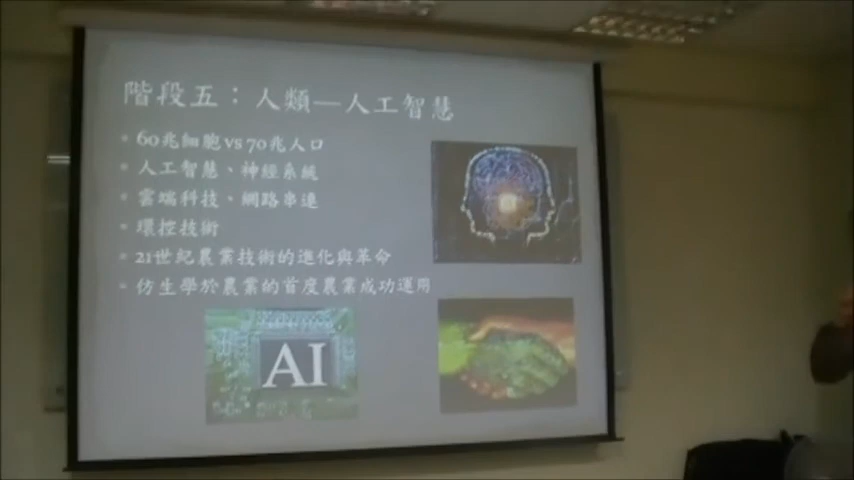 階段五：人類—人工智慧
60兆細胞 vs 70兆人口
人工智慧、神經系統
雲端科技、網路串連
環控技術
21世紀農業技術的進化與革命
仿生學於農業的首度農業成功運用
AI